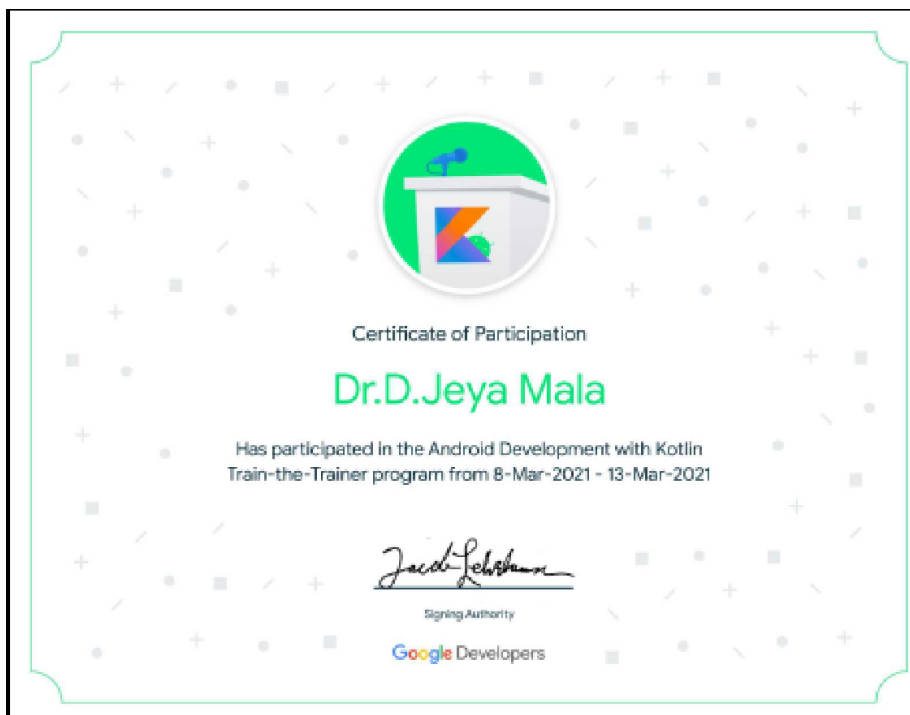 Certificate of Participation
Dr.D.Jeya Mala
Has participated in the Android Development with Kotlin
Train-the-Trainer program from 8-Mar-2021 - 13-Mar-2021
Signing Authority
Google Developers